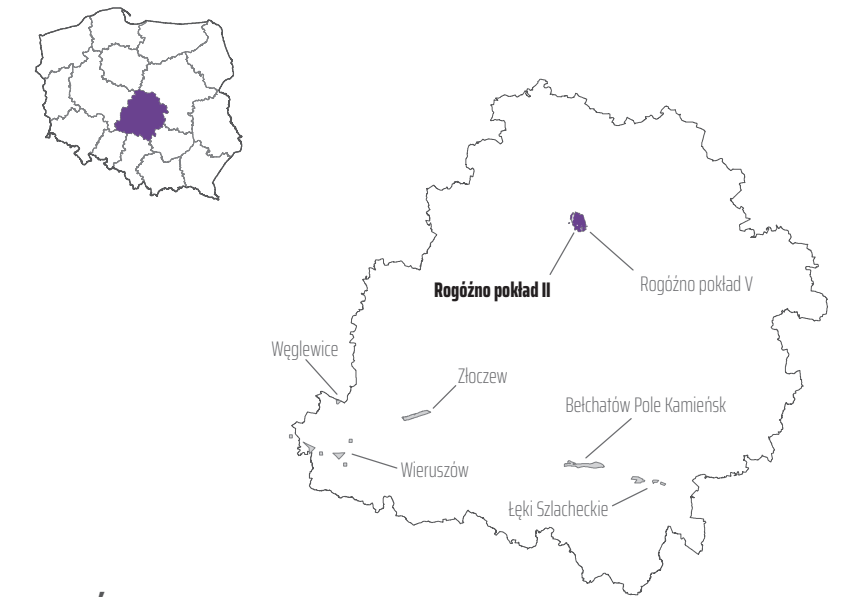 Rogóźno pokład V
Rogóźno pokład II
Węglewice
Złoczew
Bełchatów Pole Kamieńsk
Wieruszów
Łęki Szlacheckie